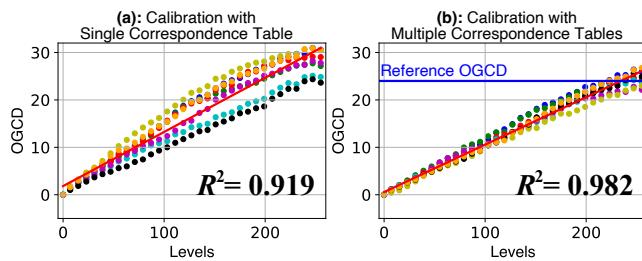 (a): Calibration with
Single Correspondence Table
30
20
10
0
OGCD
R²= 0.919
0 100 200
Levels
(b): Calibration with
Multiple Correspondence Tables
30
20
10
0
OGCD
Reference OGCD
R²= 0.982
0 100 200
Levels